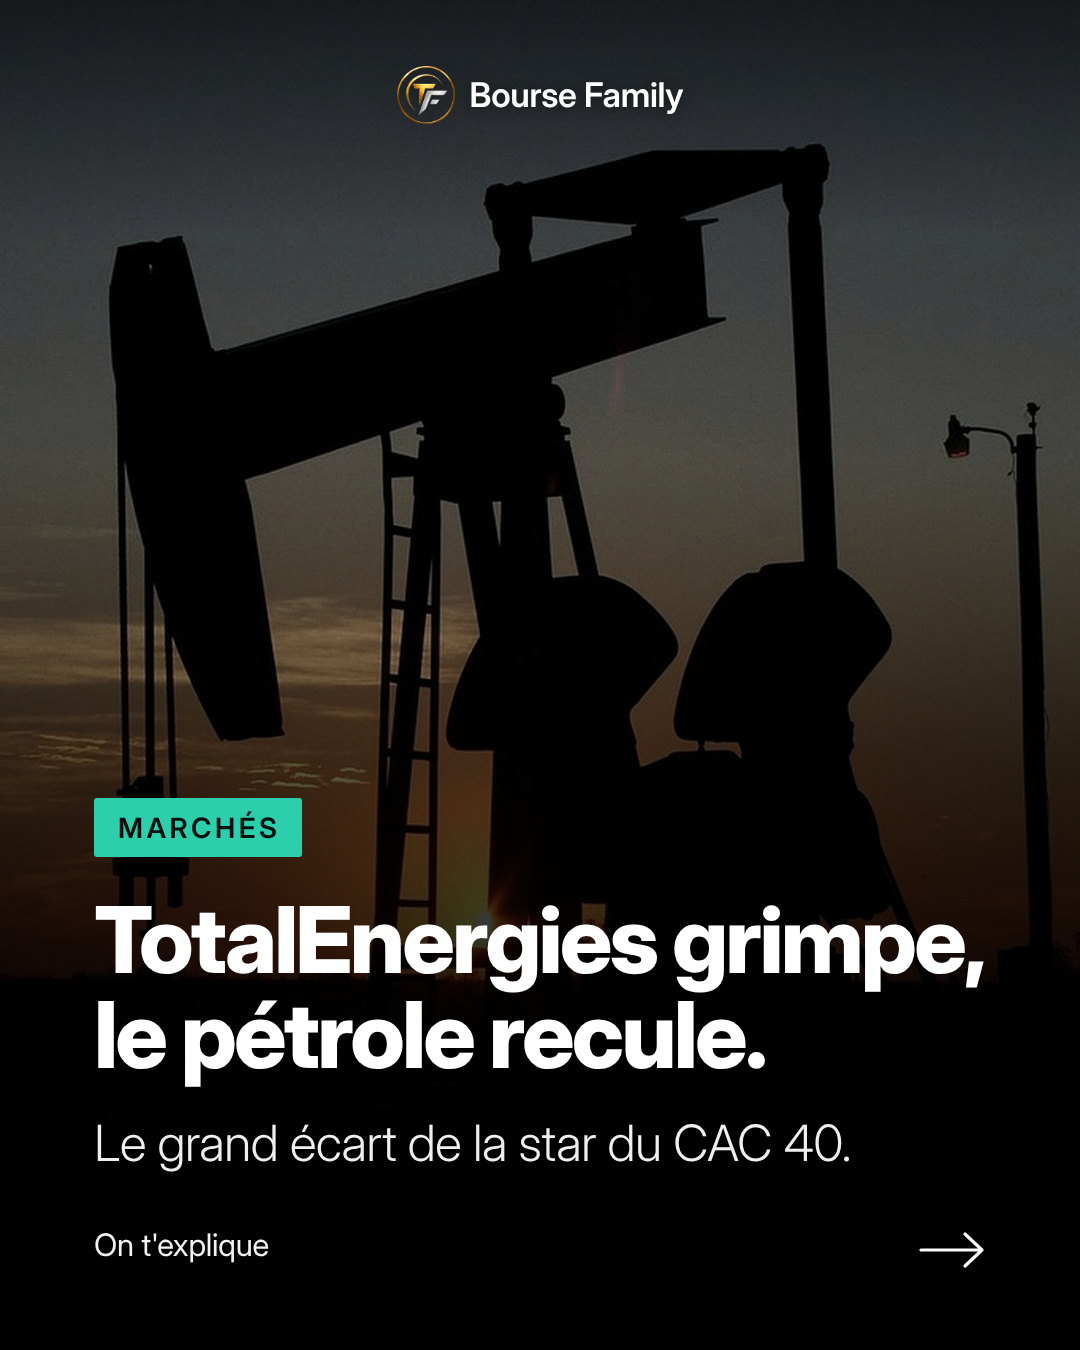 TF Bourse Family
MARCHÉS
TotalEnergies grimpe,
le pétrole recule.
Le grand écart de la star du CAC 40.
On t'explique